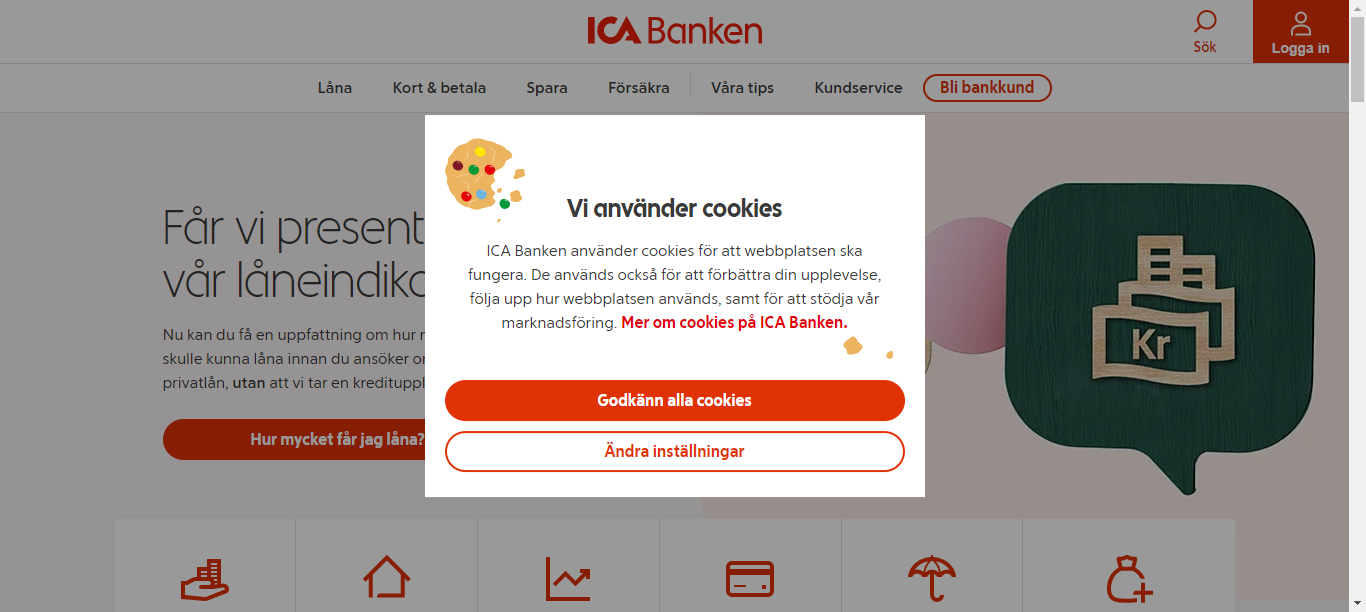 ICA Banken
Sök
Logga in
Låna
Kort & betala
Spara
Försäkra
Våra tips
Kundservice
Bli bankkund
Vi använder cookies
ICA Banken använder cookies för att webbplatsen ska
fungera. De används också för att förbättra din upplevelse,
följa upp hur webbplatsen används, samt för att stödja vår
marknadsföring. Mer om cookies på ICA Banken.
Godkänn alla cookies
Ändra inställningar
Får vi present
vår
Nu kan du få en uppfattning om hur
skulle kunna låna innan du ansöker
privatlån, utan att vi tar en
Hur mycket får jag låna?
Kr